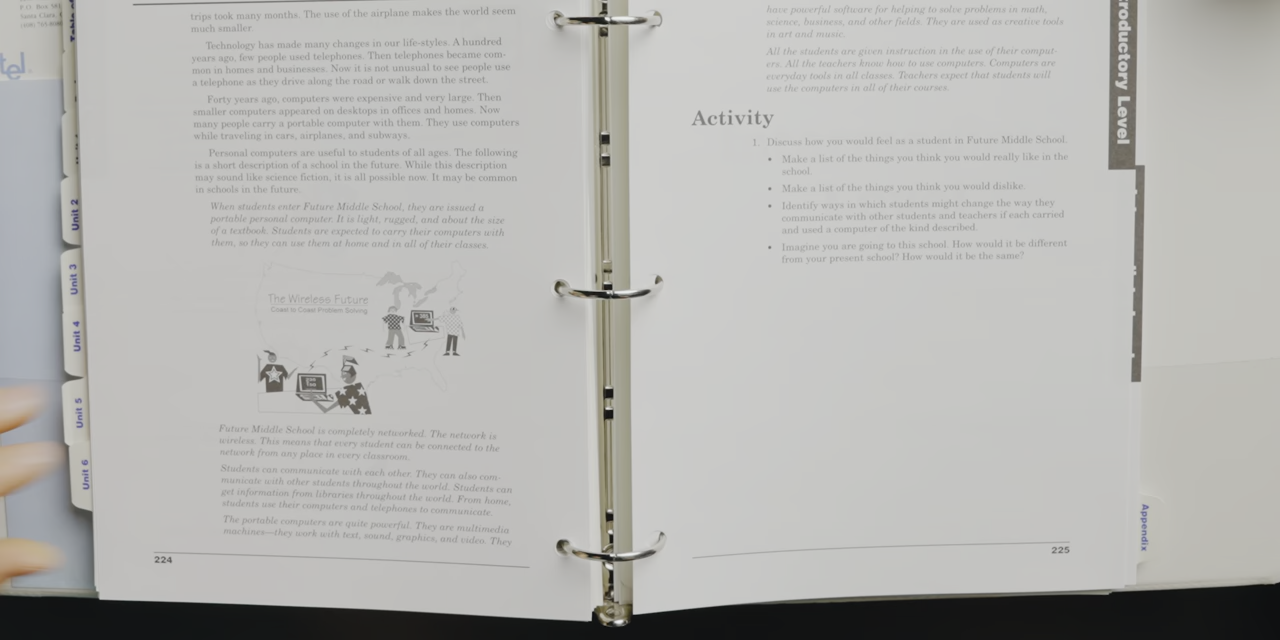 P.O. Box
Santa Clara,
tel.
Table of
Unit 2
Unit 3
Unit 4
Unit 5
Unit 6
trips took many months. The use of the airplane makes the world seem
much smaller.
Technology has made many changes in our life-styles. A hundred
years ago, few people used telephones. Then telephones became com-
mon in homes and businesses. Now it is not unusual to see people use
a telephone as they drive along the road or walk down the street.
Forty years ago, computers were expensive and very large. Then
smaller computers appeared on desktops in offices and homes. Now
many people carry a portable computer with them. They use computers
while traveling in cars, airplanes, and subways.
Personal computers are useful to students of all ages. The following
is a short description of a school in the future. While this description
may sound like science fiction, it is all possible now. It may be common
in schools in the future.
When students enter Future Middle School, they are issued a
portable personal computer. It is light, rugged, and about the size
of a textbook. Students are expected to carry their computers with
them, so they can use them at home and in all of their classes.
The Wireless Future
Coast to Coast Problem Solving
Future Middle School is completely networked. The network is
wireless. This means that every student can be connected to the
network from any place in every classroom.
Students can communicate with each other. They can also com-
municate with other students throughout the world. Students can
get information from libraries throughout the world. From home,
students use their computers and telephones to communicate.
The portable computers are quite powerful. They are multimedia
machines—they work with text, sound, graphics, and video. They
224
have powerful software for helping to solve problems in math,
science, business, and other fields. They are used as creative tools
in art and music.
All the students are given instruction in the use of their comput-
ers. All the teachers know how to use computers. Computers are
everyday tools in all classes. Teachers expect that students will
use the computers in all of their courses.
Activity
1. Discuss how you would feel as a student in Future Middle School.
• Make a list of the things you think you would really like in the
school.
• Make a list of the things you think you would dislike.
• Identify ways in which students might change the way they
communicate with other students and teachers if each carried
and used a computer of the kind described.
• Imagine you are going to this school. How would it be different
from your present school? How would it be the same?
225
roductory Level
Appendix